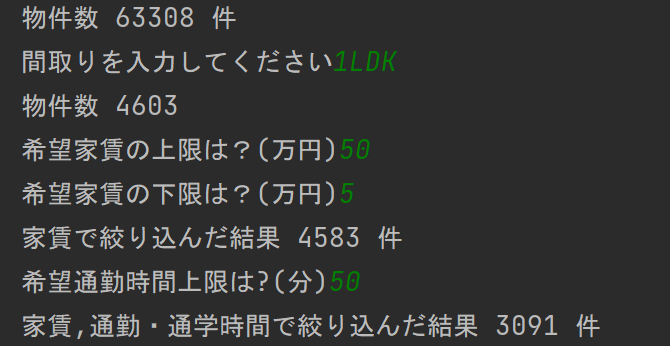 物件数 63308 件
間取りを入力してください1LDK
物件数 4603
希望家賃の上限は？(万円)50
希望家賃の下限は？(万円)5
家賃で絞り込んだ結果 4583 件
希望通勤時間上限は?(分)50
家賃,通勤・通学時間で絞り込んだ結果 3091 件